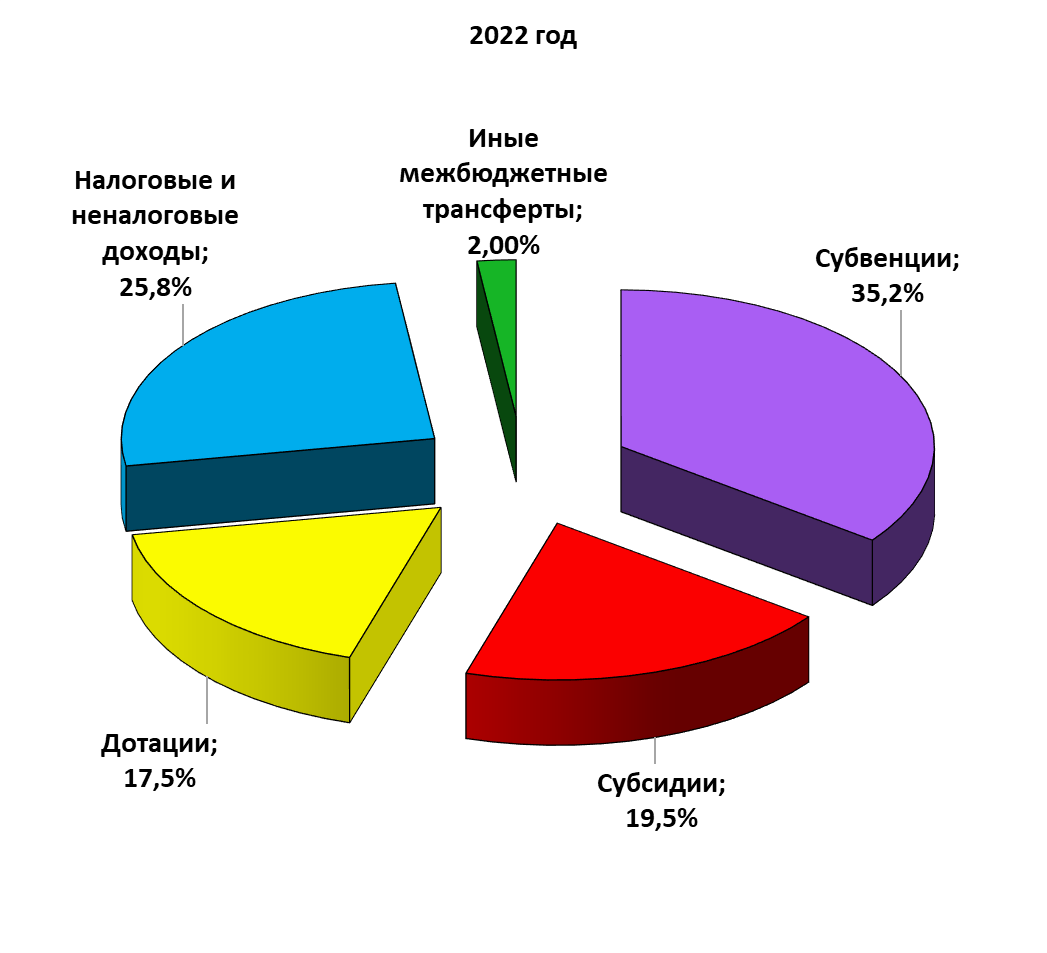 2022 год
Иные
межбюджетные
трансферты;
2,00%
Налоговые и
неналоговые
доходы;
25,8%
Субвенции;
35,2%
Дотации;
17,5%
Субсидии;
19,5%